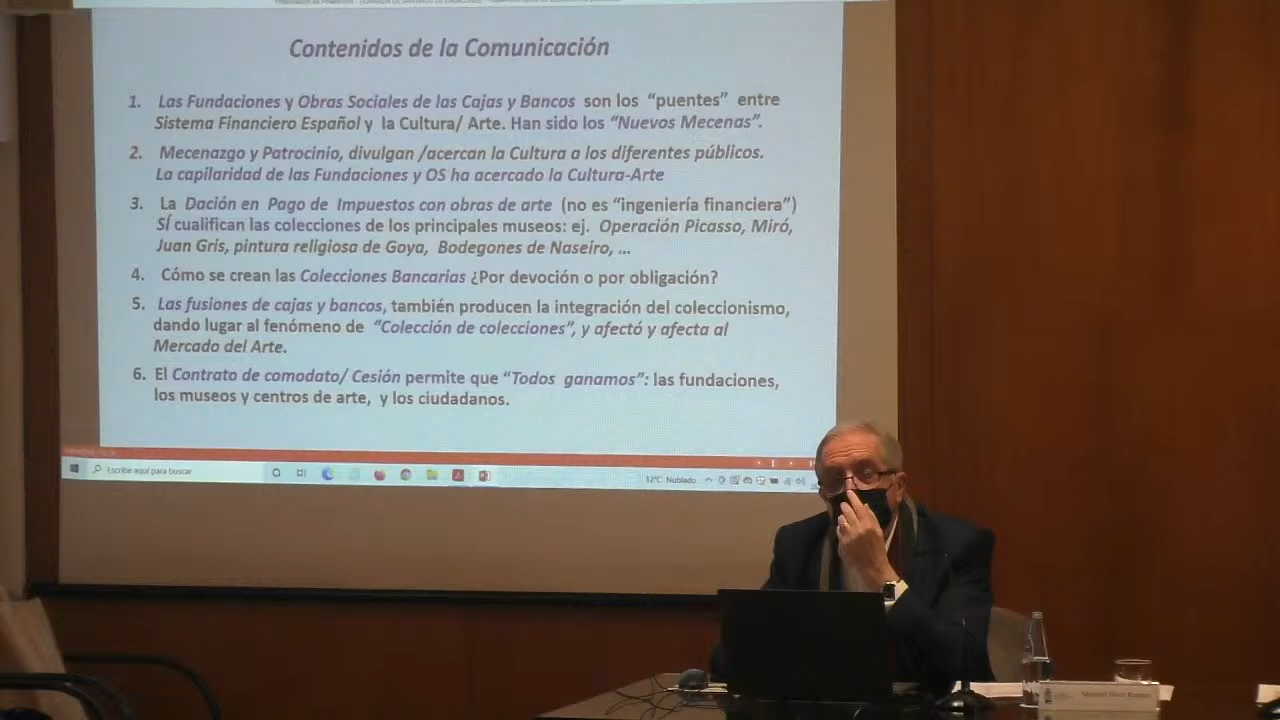 Contenidos de la Comunicación
1. Las Fundaciones y Obras Sociales de las Cajas y Bancos son los “puentes” entre
Sistema Financiero Español y la Cultura/ Arte. Han sido los “Nuevos Mecenas”.
2. Mecenazgo y Patrocinio, divulgan /acercan la Cultura a los diferentes públicos.
La capilaridad de las Fundaciones y OS ha acercado la Cultura-Arte
3. La Dación en Pago de Impuestos con obras de arte (no es “ingeniería financiera”)
SÍ cualifican las colecciones de los principales museos: ej. Operación Picasso, Miró,
Juan Gris, pintura religiosa de Goya, Bodegones de Naseiro, ...
4. Cómo se crean las Colecciones Bancarias ¿Por devoción o por obligación?
5. Las fusiones de cajas y bancos, también producen la integración del coleccionismo,
dando lugar al fenómeno de “Colección de colecciones”, y afectó y afecta al
Mercado del Arte.
6. El Contrato de comodato/ Cesión permite que “Todos ganamos”: las fundaciones,
los museos y centros de arte, y los ciudadanos.
Escribe aquí para buscar
12°C Nublado